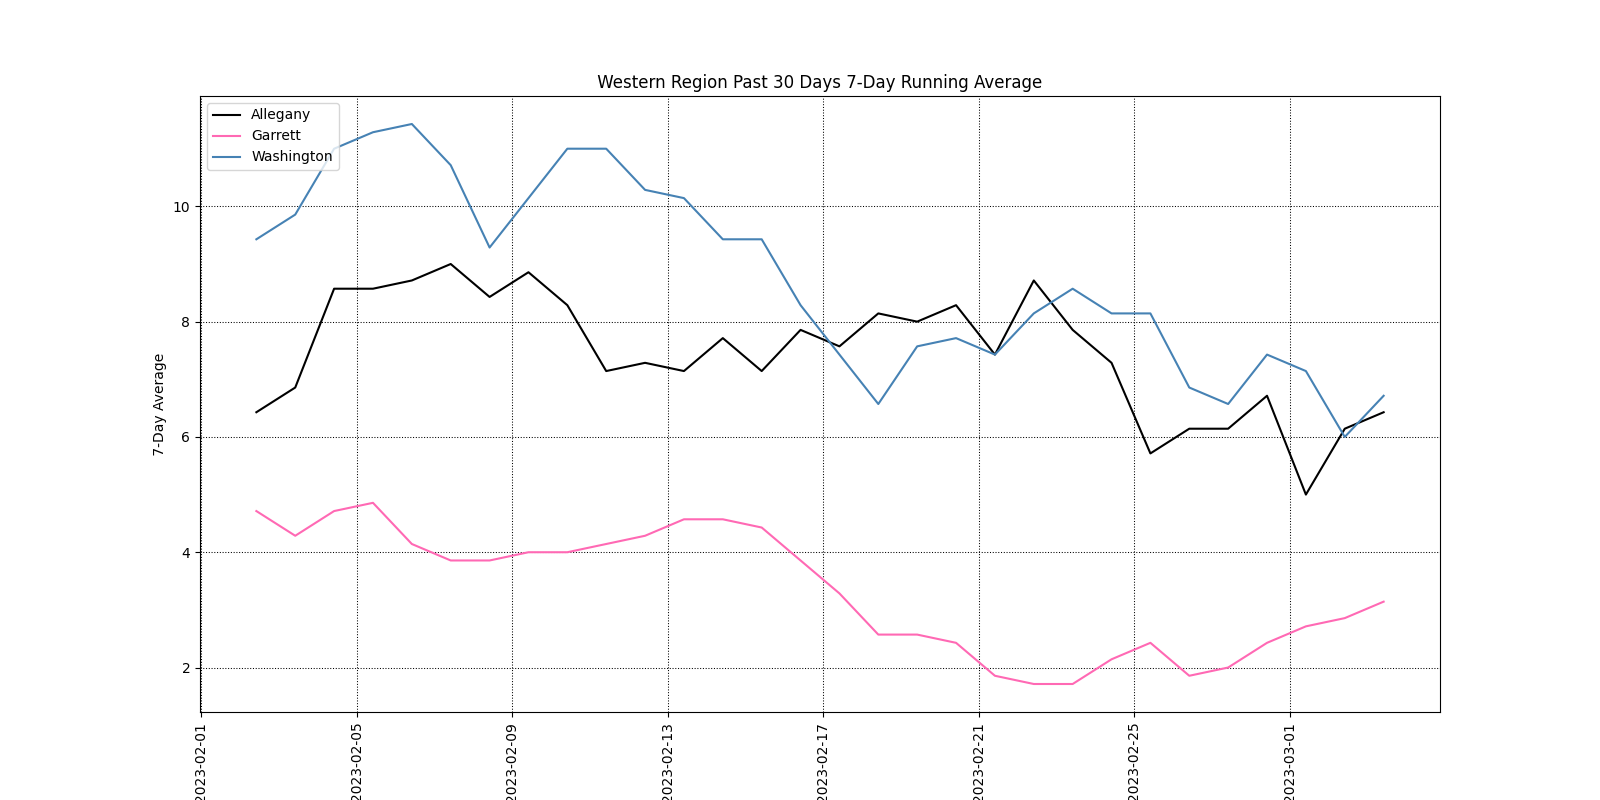 Western Region Past 30 Days 7-Day Running Average
Allegany
Garrett
Washington
7-Day Average
10
8
6
4
2
2023-02-01
2023-02-05
2023-02-09
2023-02-13
2023-02-17
2023-02-21
2023-02-25
2023-03-01